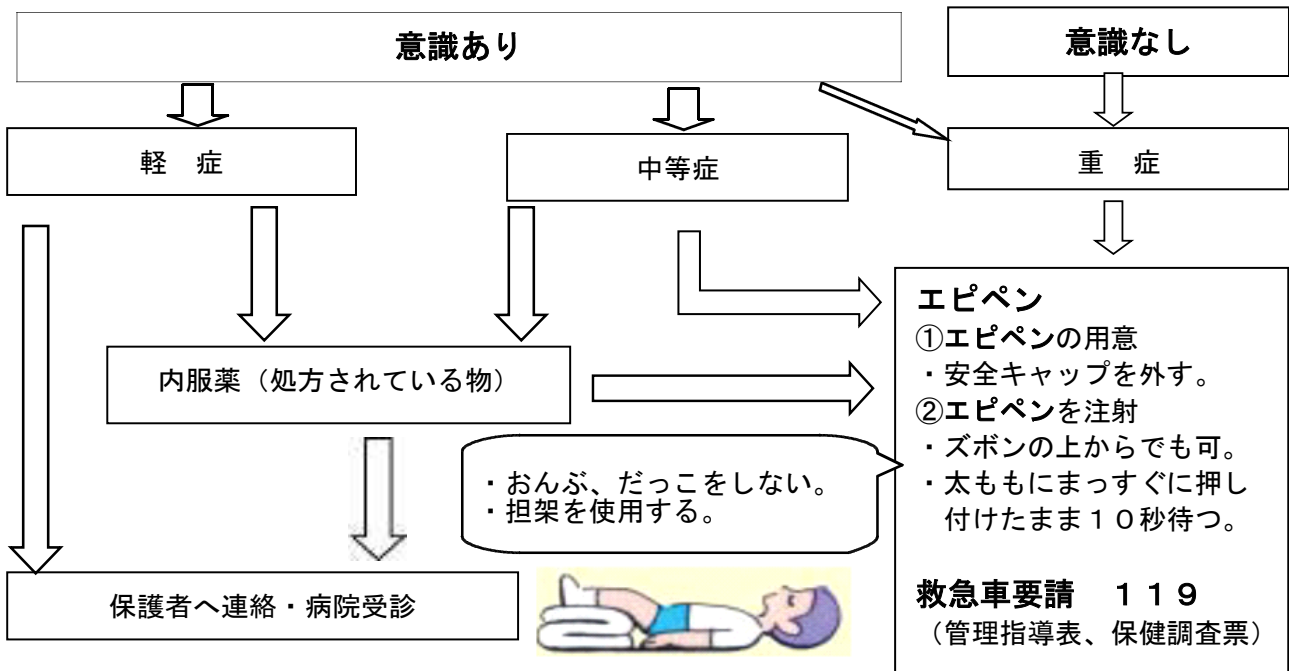 意識あり
意識なし
軽　症
中等症
重　症
内服薬（処方されている物）
・おんぶ、だっこをしない。
・担架を使用する。
保護者へ連絡・病院受診
エピペン
①エピペンの用意
・安全キャップを外す。
②エピペンを注射
・ズボンの上からでも可。
・太ももにまっすぐに押し
付けたまま１０秒待つ。
救急車要請　１１９
（管理指導表、保健調査票）